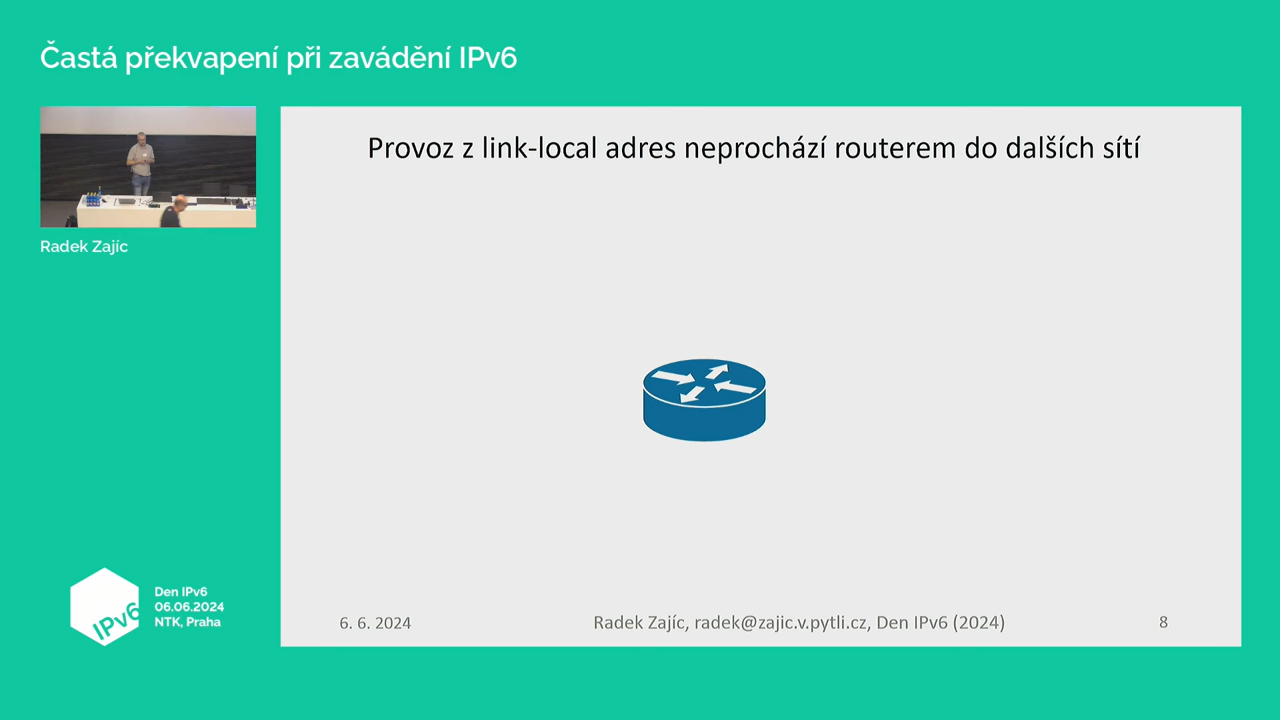 Častá překvapení při zavádění IPv6
Radek Zajíc
Provoz z link-local adres neprochází routerem do dalších sítí
6. 6. 2024
Radek Zajíc, radek@zajic.v.pytli.cz, Den IPv6 (2024)
8
IPv6
Den IPv6
06.06.2024
NTK, Praha